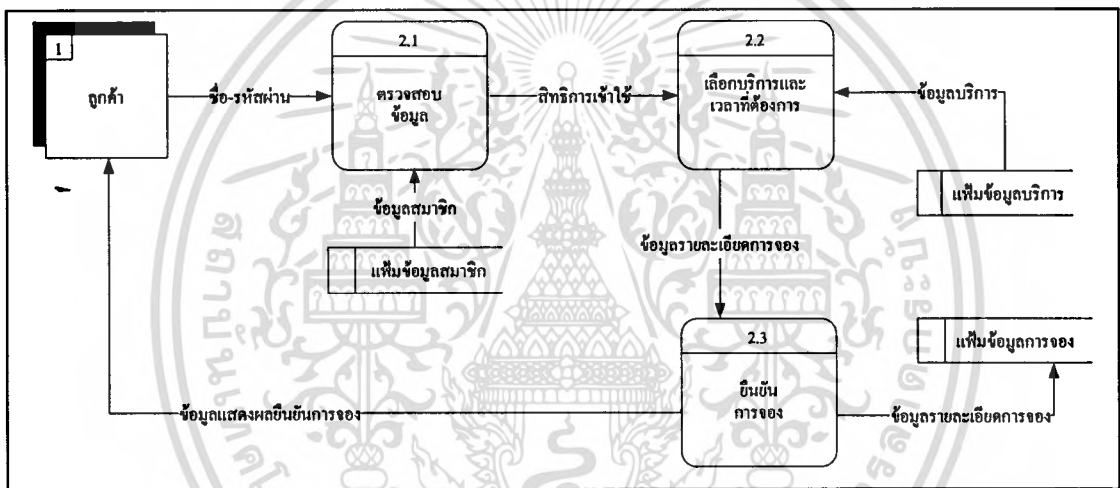 1
ลูกค้า
ชื่อ-รหัสผ่าน
2.1
ตรวจสอบ
ข้อมูล
สิทธิการเข้าใช้
2.2
เลือกบริการและ
เวลาที่ต้องการ
ข้อมูลบริการ
แฟ้มข้อมูลบริการ
ข้อมูลสมาชิก
แฟ้มข้อมูลสมาชิก
ข้อมูลรายละเอียดการจอง
2.3
ยืนยัน
การจอง
แฟ้มข้อมูลการจอง
ข้อมูลรายละเอียดการจอง
ข้อมูลแสดงผลยืนยันการจอง